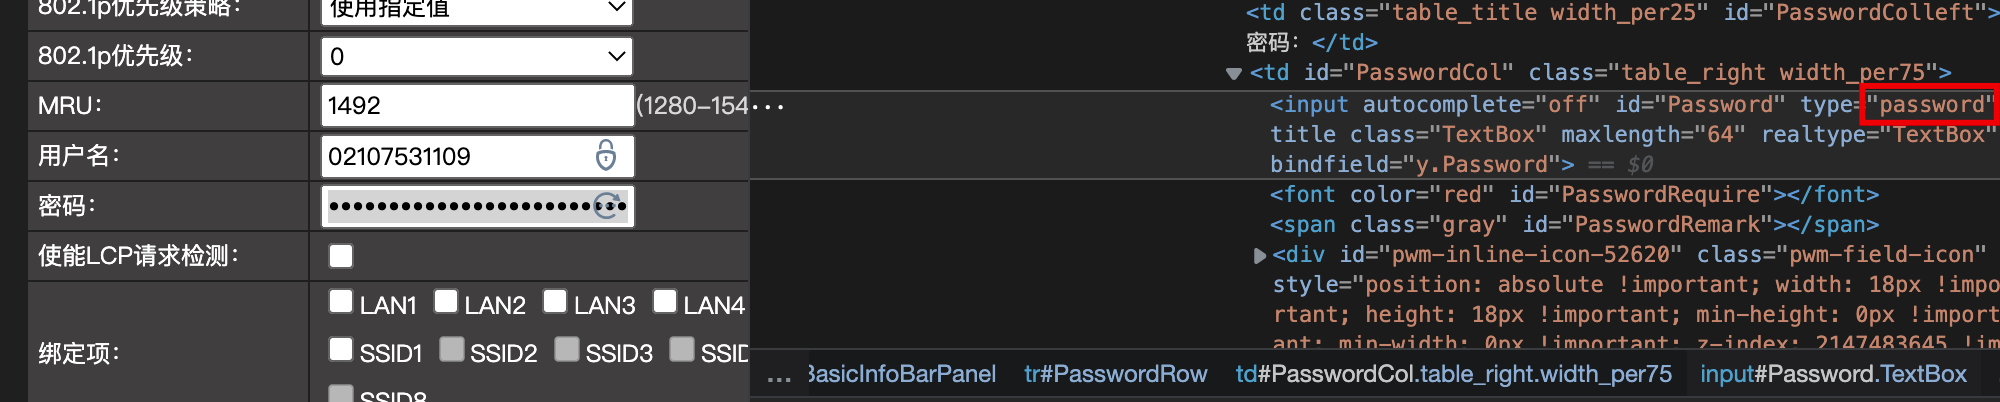 802.1p优先级策略：
使用指定值
802.1p优先级：
0
MRU：
1492
(1280-154
用户名：
02107531109
密码：
使能LCP请求检测：
绑定项：
LAN1 LAN2 LAN3 LAN4
SSID1 SSID2 SSID3 SSID
SSID8
<td class="table_title width_per25" id="PasswordColleft">
密码：</td>
<td id="PasswordCol" class="table_right width_per75">
...
<input autocomplete="off" id="Password" type="password"
title class="TextBox" maxlength="64" realtype="TextBox"
bindfield="y.Password"> == $0
<font color="red" id="PasswordRequire"></font>
<span class="gray" id="PasswordRemark"></span>
<div id="pwm-inline-icon-52620" class="pwm-field-icon"
style="position: absolute !important; width: 18px !impo
rtant; height: 18px !important; min-height: 0px !import
ant; min-width: 0px !important; z-index: 2147483645 !im
... BasicInfoBarPanel tr#PasswordRow td#PasswordCol.table_right.width_per75 input#Password.TextBox